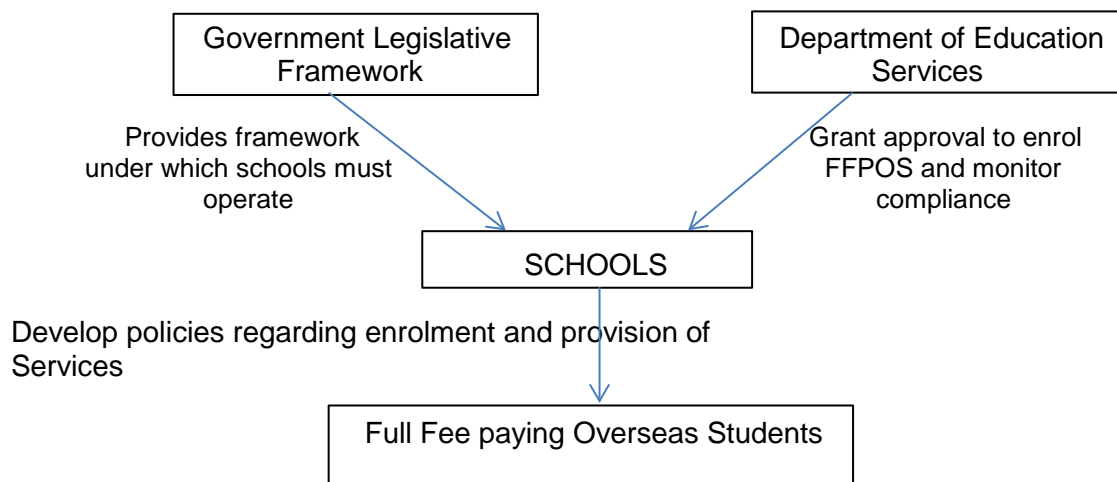 Government Legislative
Framework
Department of Education
Services
Provides framework
under which schools must
operate
Grant approval to enrol
FFPOS and monitor
compliance
SCHOOLS
Develop policies regarding enrolment and provision of
Services
Full Fee paying Overseas Students